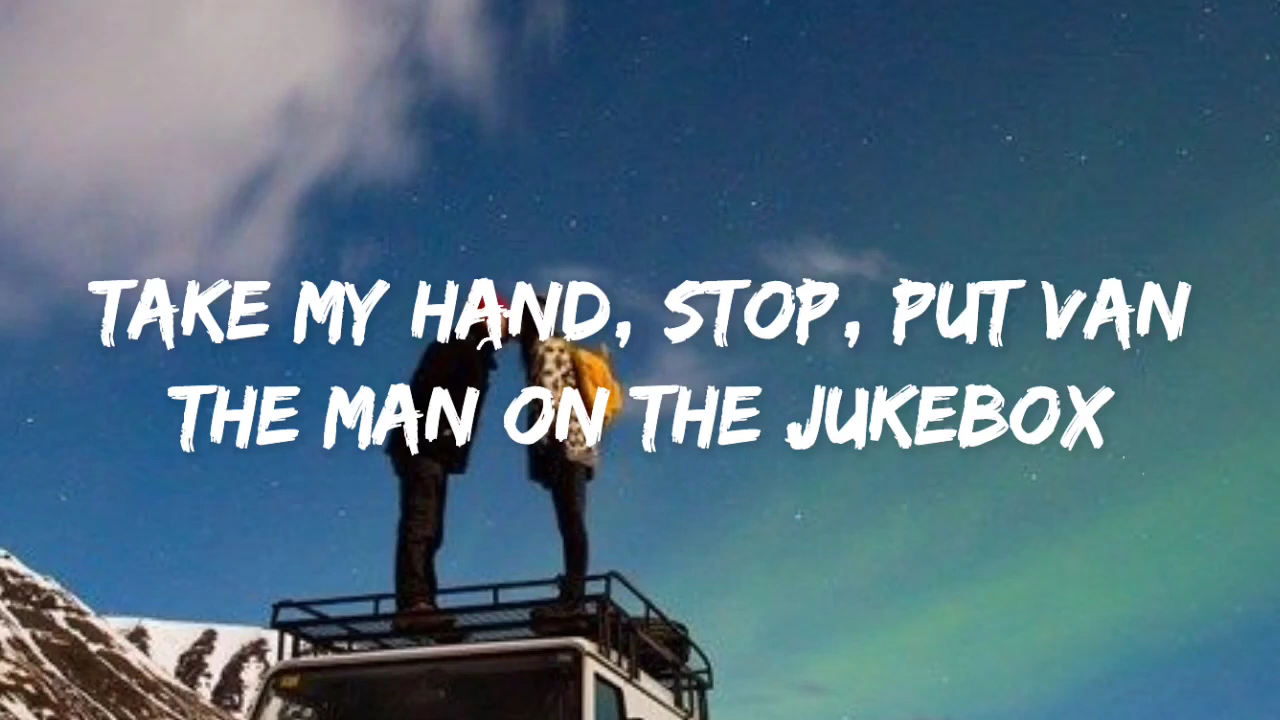 TAKE MY HAND, STOP, PUT VAN
THE MAN ON THE JUKEBOX